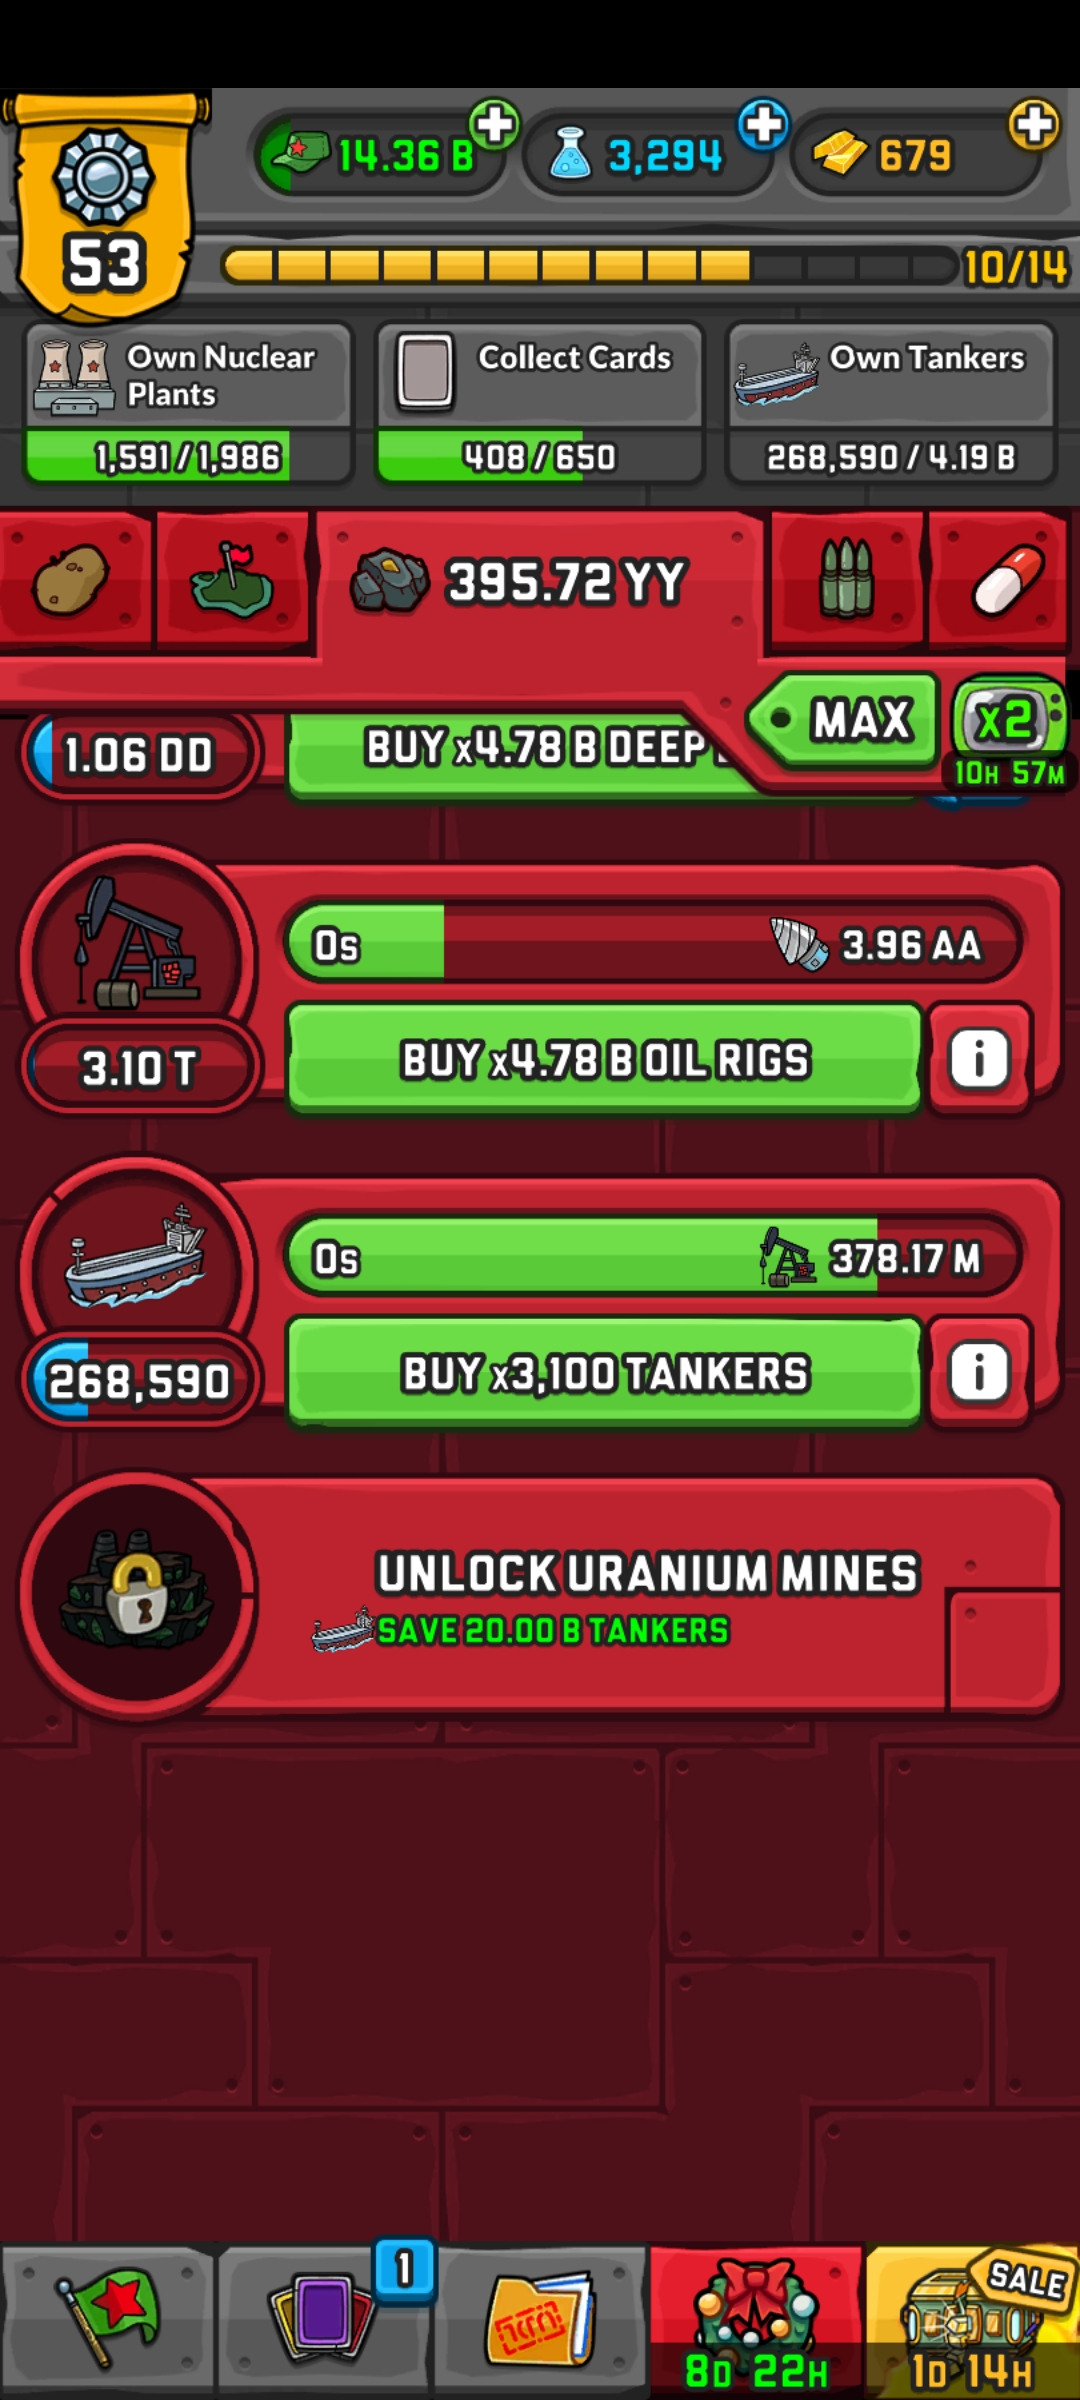 14.36 B
3,294
679
53
10/14
Own Nuclear
Plants
1,591/1,986
Collect Cards
408/650
Own Tankers
268,590/4.19 B
395.72 YY
MAX
x2
10H 57M
1.06 DD
BUY x4.78 B DEEP
0s
3.96 AA
3.10 T
BUY x4.78 B OIL RIGS
i
0s
378.17 M
268,590
BUY x3,100 TANKERS
i
UNLOCK URANIUM MINES
SAVE 20.00 B TANKERS
1
SALE
8D 22H
1D 14H